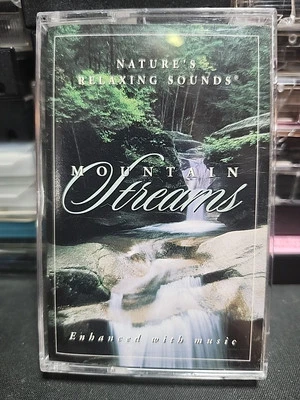 NATURE'S
RELAXING SOUNDS®
MOUNTAIN
Streams
Enhanced with music